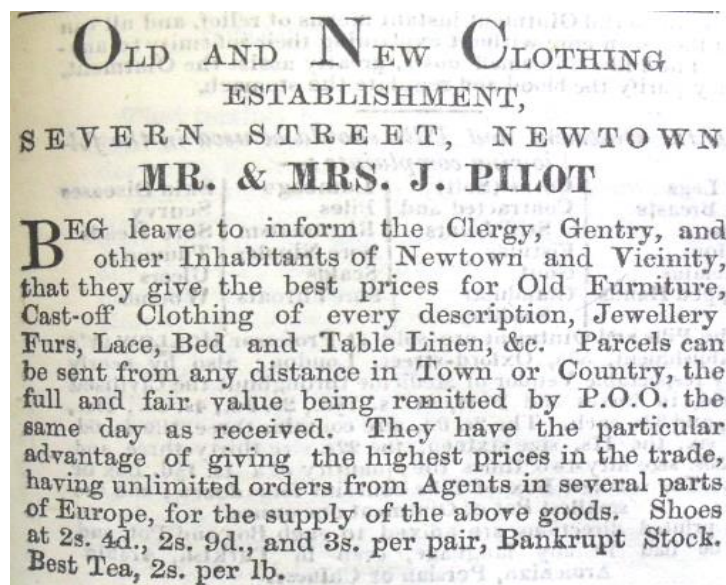 OLD AND NEW CLOTHING
ESTABLISHMENT,
SEVERN STREET, NEWTOWN
MR. & MRS. J. PILOT
BEG leave to inform the Clergy, Gentry, and
other Inhabitants of Newtown and Vicinity,
that they give the best prices for Old Eurniture,
Cast-off Clothing of every description, Jewellery
Furs, Lace, Bed and Table Linen, &c. Parcels can
be sent from any distance in Town or Country, the
full and fair value being remitted by P.O.O. the
same day as received. They have the particular
advantage of giving the highest prices in the trade,
having unlimited orders from Agents in several parts
of Europe, for the supply of the above goods. Shoes
at 2s. 4d., 2s. 9d., and 3s per pair, Bankrupt Stock.
Best Tea, 2s. per lb.